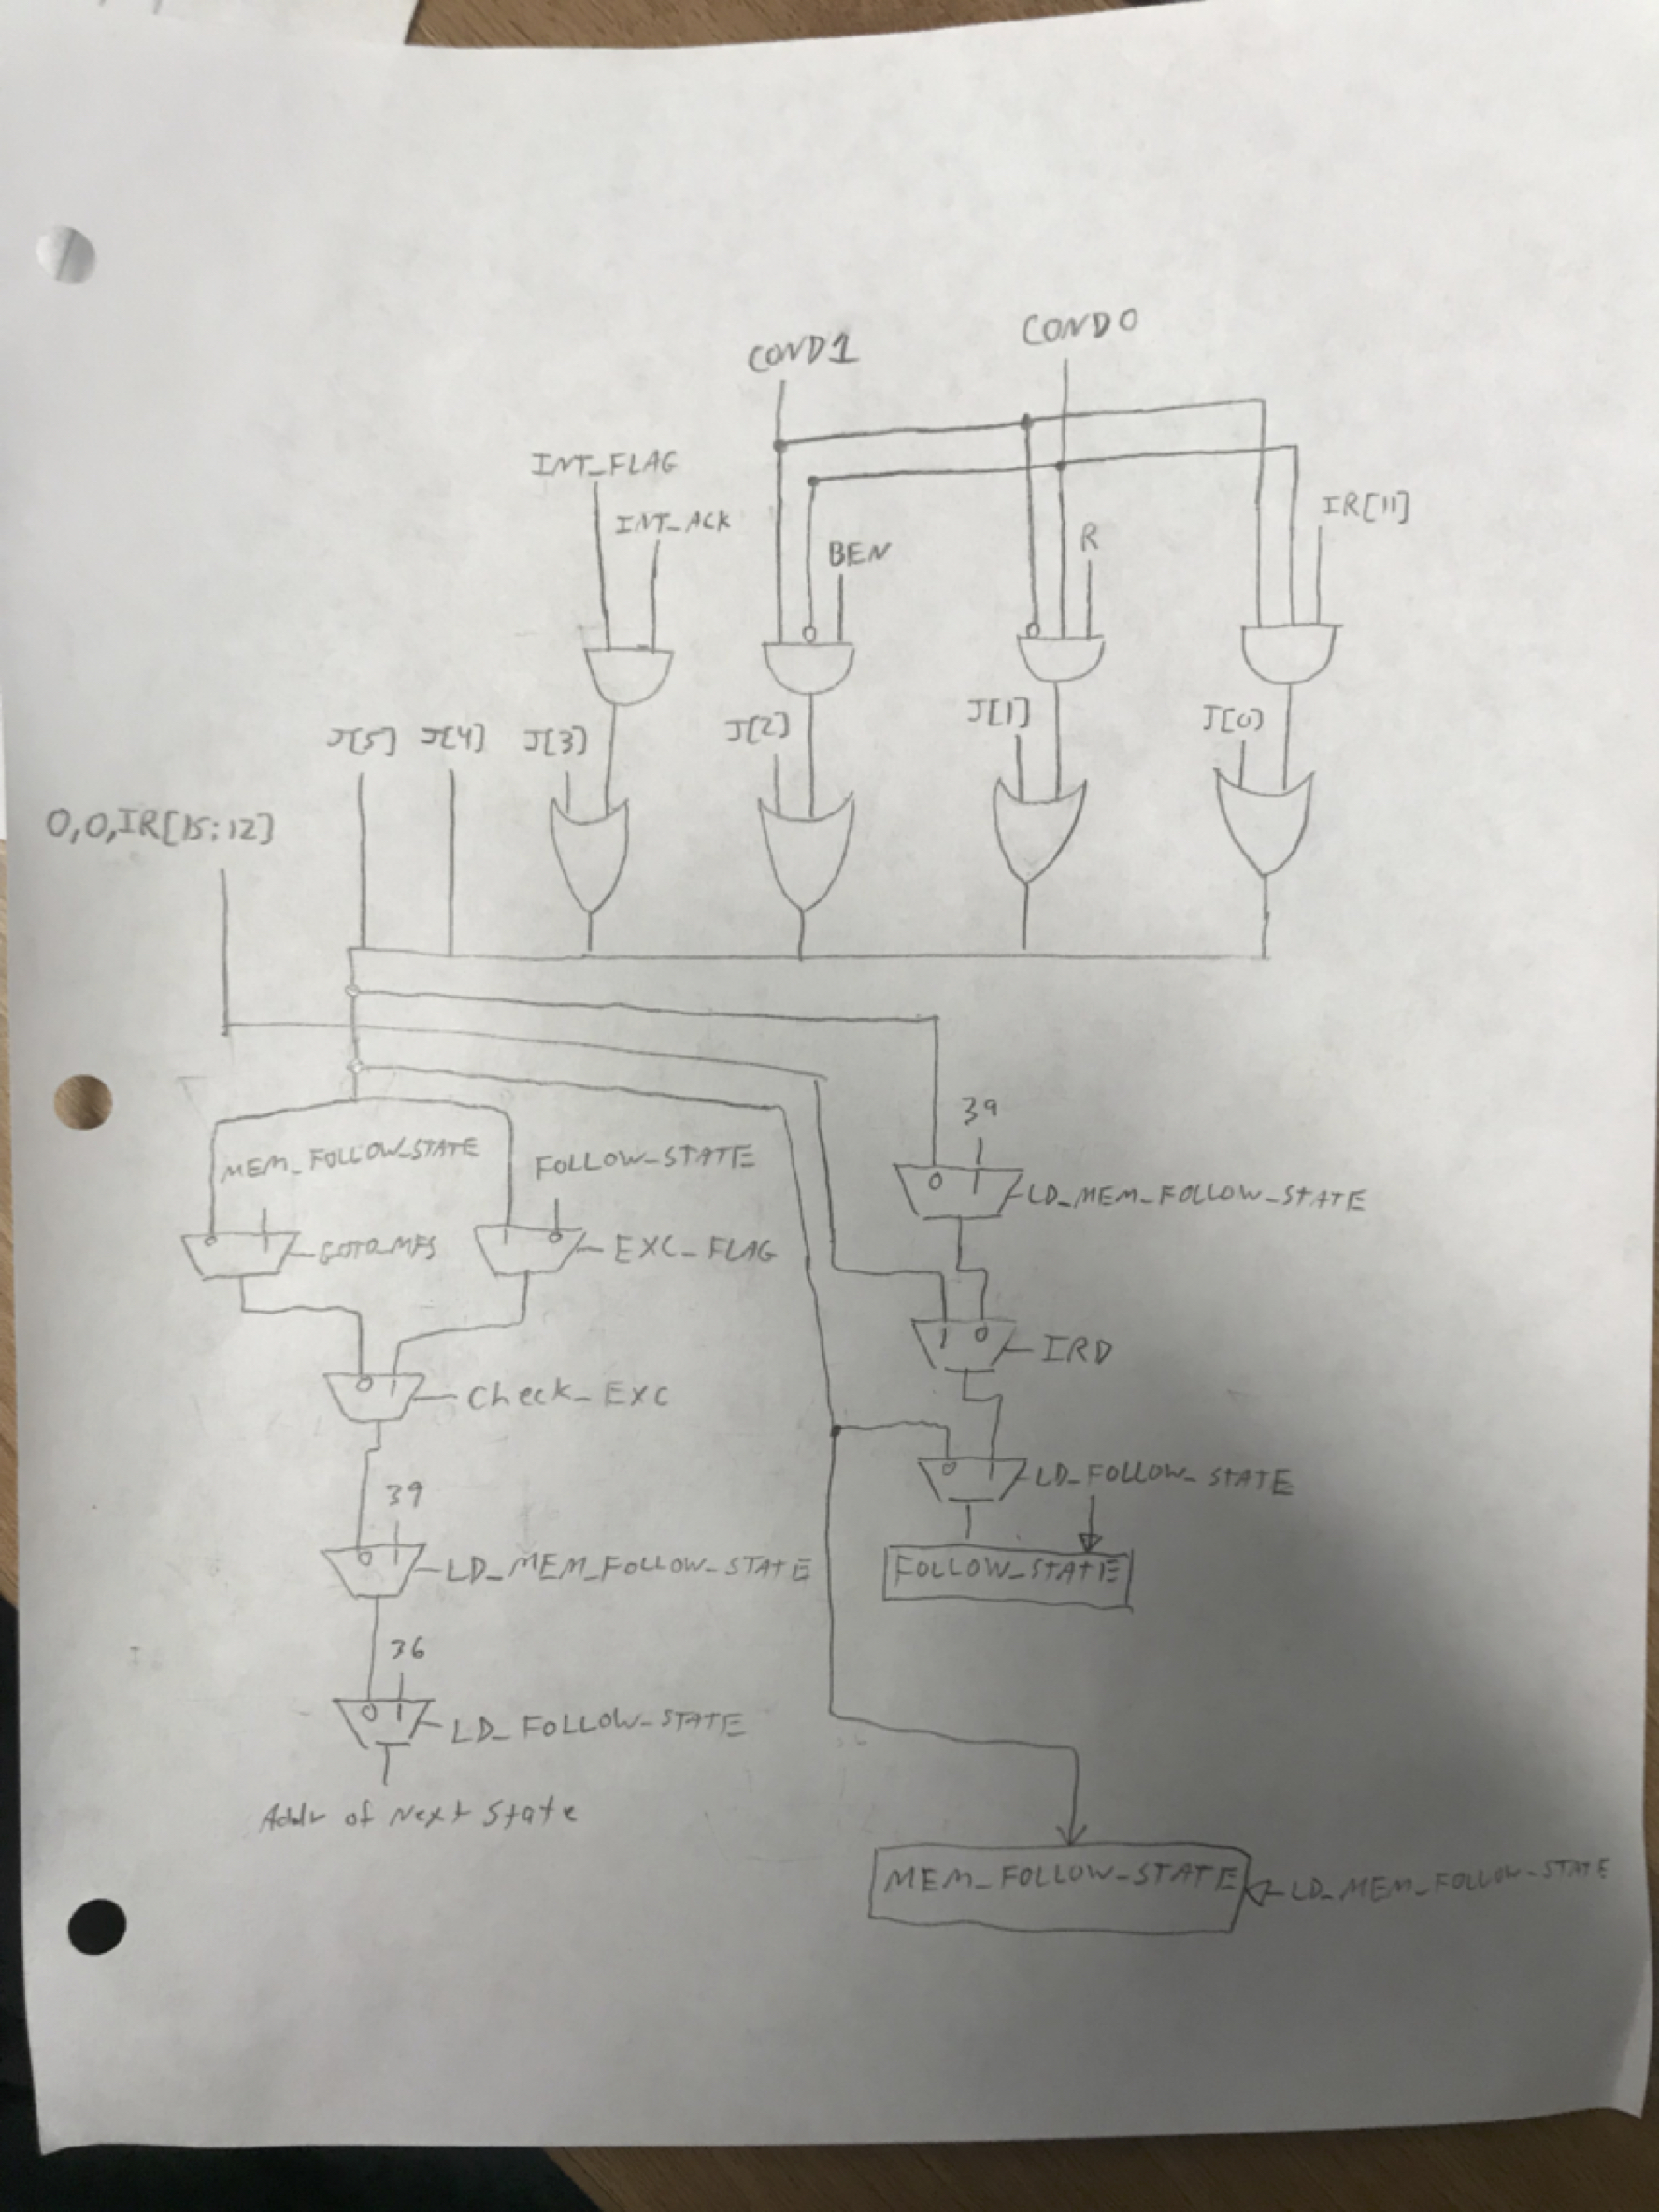 COND1
COND0
INT_FLAG
INT_ACK
BEN
R
IR[11]
J[5]
J[4]
J[3]
J[2]
J[1]
J[0]
0,0,IR[15:12]
MEM_FOLLOW_STATE
FOLLOW_STATE
39
0 1
LD_MEM_FOLLOW_STATE
0 1
GOTO_MFS
1 0
EXC_FLAG
1 0
IRD
0 1
Check_EXC
0 1
LD_FOLLOW_STATE
39
0 1
LD_MEM_FOLLOW_STATE
FOLLOW_STATE
36
0 1
LD_FOLLOW_STATE
Addr of Next State
MEM_FOLLOW_STATE
LD_MEM_FOLLOW_STATE